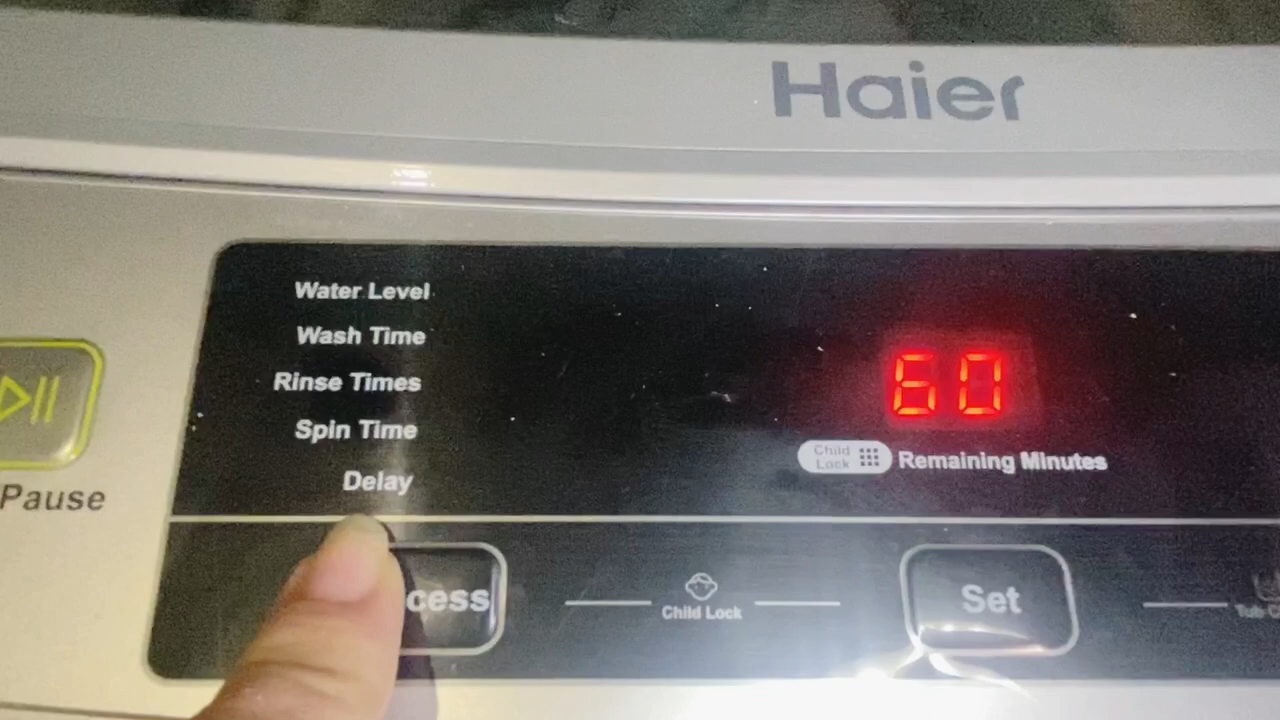 Haier
Water Level
Wash Time
Rinse Times
Spin Time
Delay
60
Child Lock
Remaining Minutes
Pause
cess
Child Lock
Set
Tub C